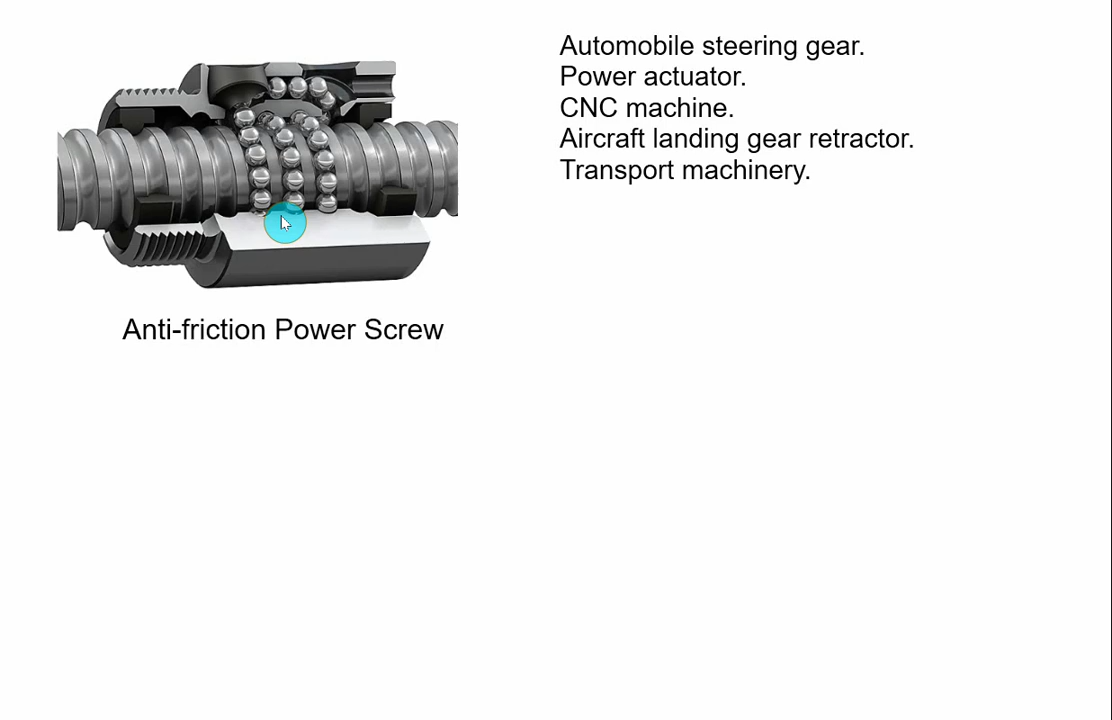 Automobile steering gear.
Power actuator.
CNC machine.
Aircraft landing gear retractor.
Transport machinery.
Anti-friction Power Screw